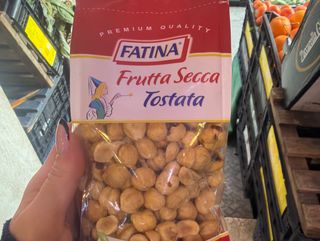 PREMIUM QUALITY
FATINA
Frutta Secca
Tostata